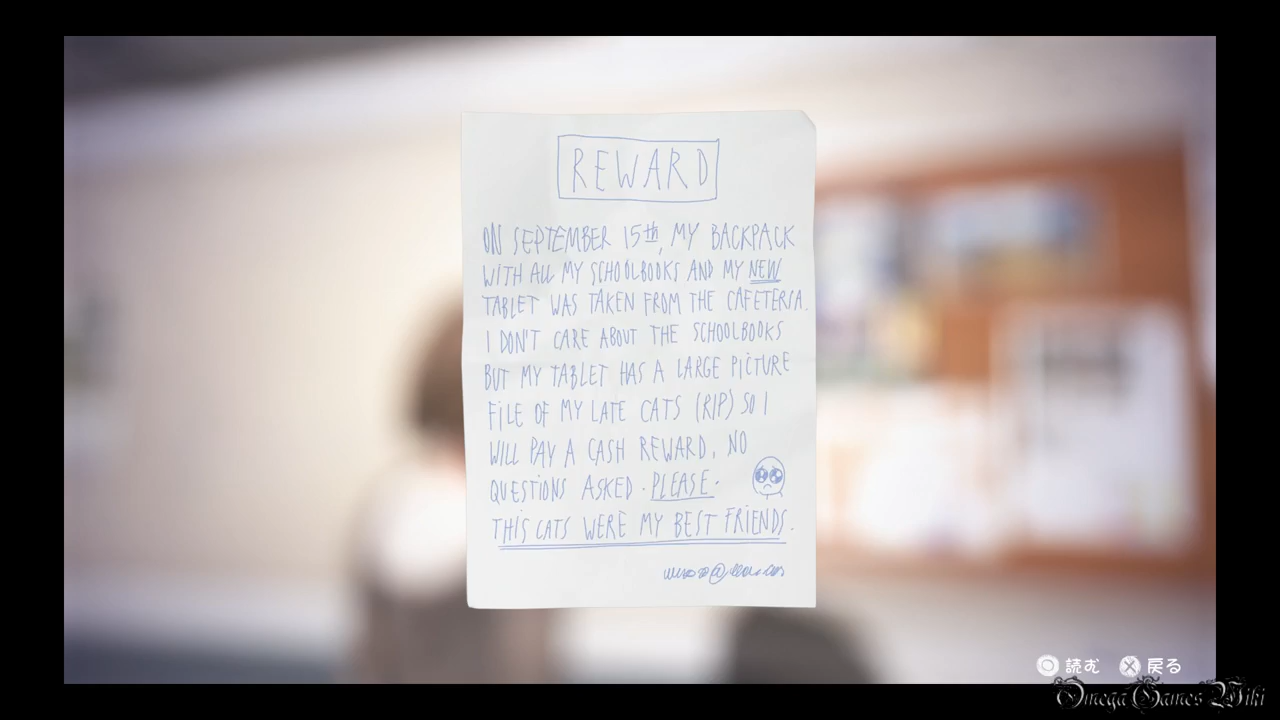 REWARD
ON SEPTEMBER 15th, MY BACKPACK
WITH ALL MY SCHOOLBOOKS AND MY NEW
TABLET WAS TAKEN FROM THE CAFETERIA.
I DON'T CARE ABOUT THE SCHOOLBOOKS
BUT MY TABLET HAS A LARGE PICTURE
FILE OF MY LATE CATS (RIP) SO I
WILL PAY A CASH REWARD, NO
QUESTIONS ASKED. PLEASE.
THIS CATS WERE MY BEST FRIENDS.
読む 戻る
Omega Games Wiki